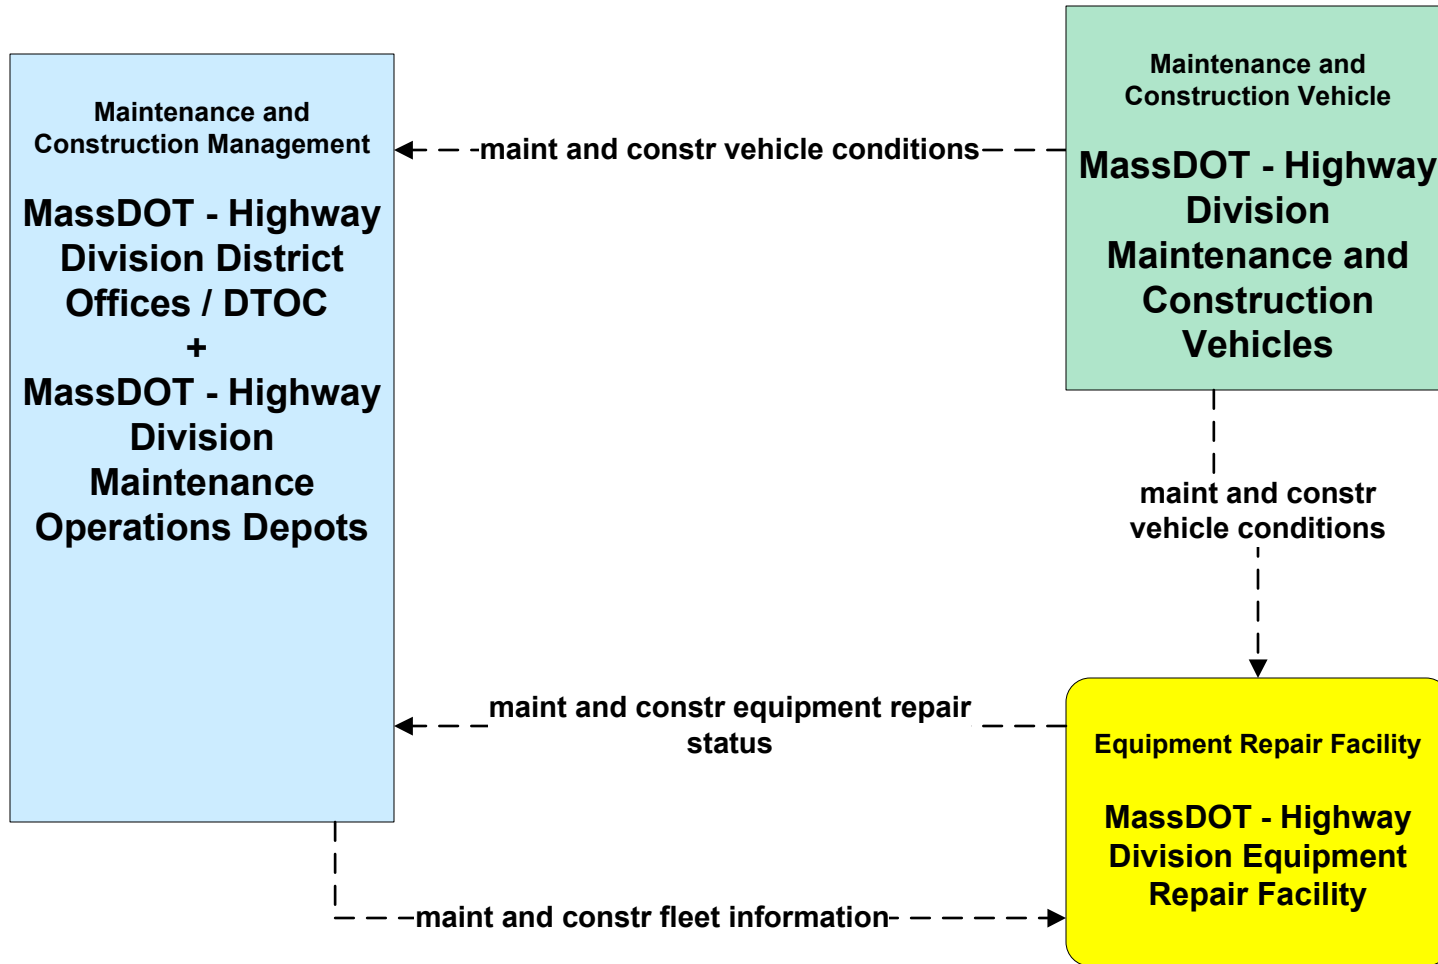 Maintenance and
Construction Management
MassDOT - Highway
Division District
Offices / DTOC
+
MassDOT - Highway
Division
Maintenance
Operations Depots
maint and constr vehicle conditions
Maintenance and
Construction Vehicle
MassDOT - Highway
Division
Maintenance and
Construction
Vehicles
maint and constr
vehicle conditions
maint and constr equipment repair
status
Equipment Repair Facility
MassDOT - Highway
Division Equipment
Repair Facility
maint and constr fleet information